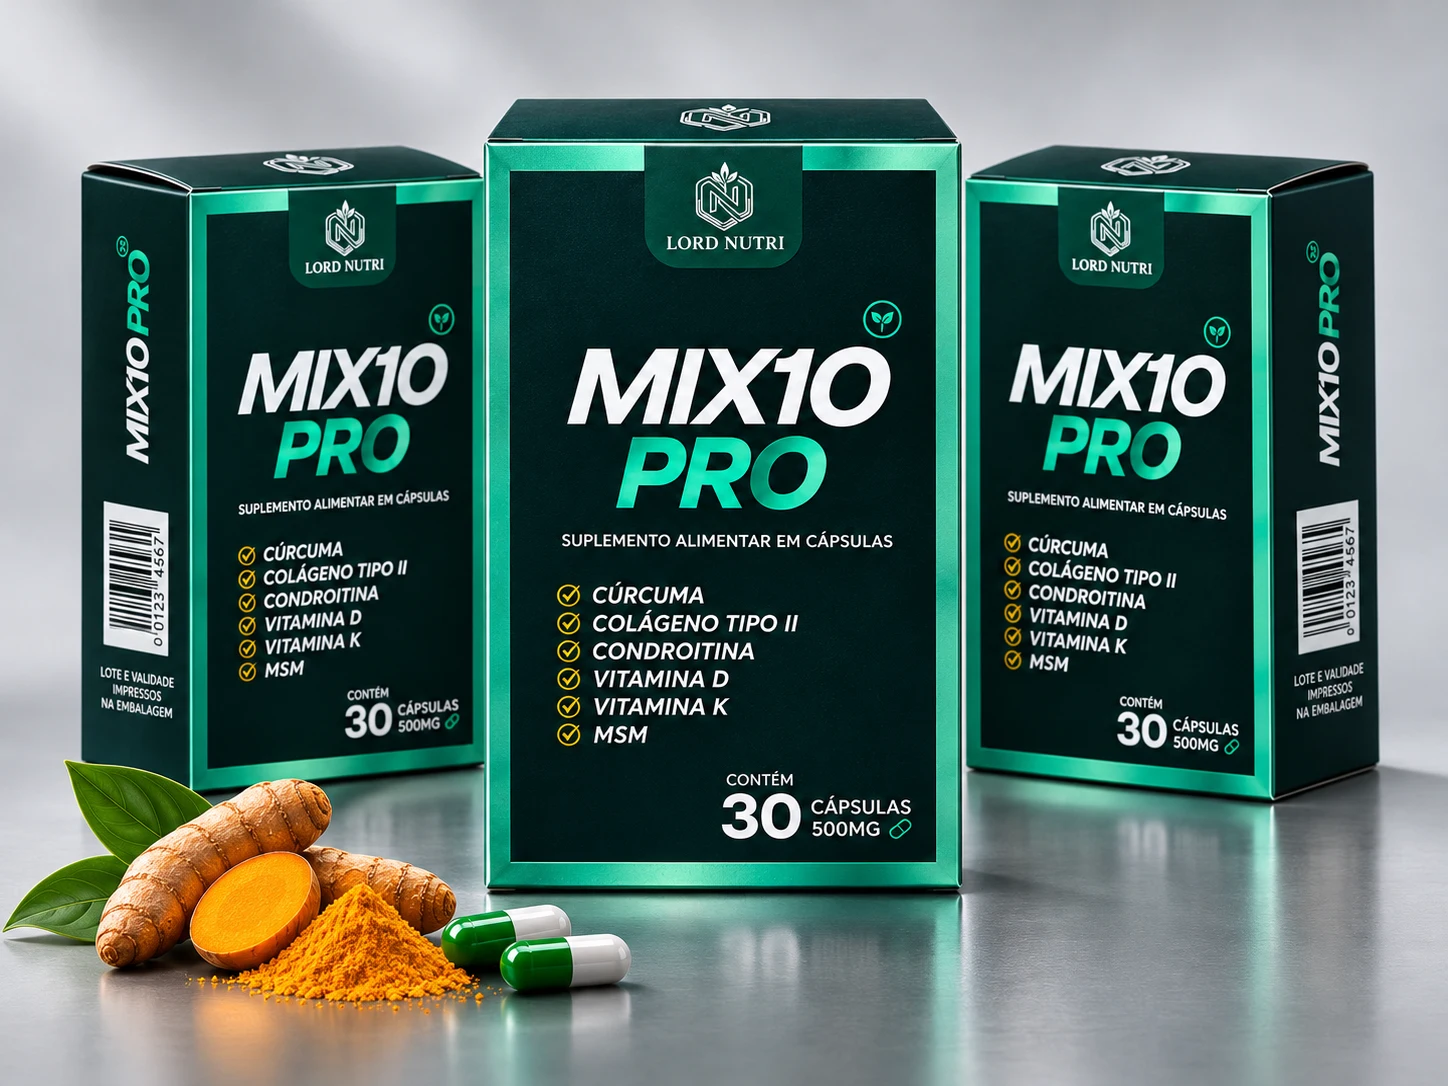 MIX10 PRO
0 0123 4567
LOTE E VALIDADE
IMPRESSOS
NA EMBALAGEM
LORD NUTRI
MIX10
PRO
SUPLEMENTO ALIMENTAR EM CÁPSULAS
CÚRCUMA
COLÁGENO TIPO II
CONDROITINA
VITAMINA D
VITAMINA K
MSM
CONTÉM
30 CÁPSULAS
500MG
LORD NUTRI
MIX10
PRO
SUPLEMENTO ALIMENTAR EM CÁPSULAS
CÚRCUMA
COLÁGENO TIPO II
CONDROITINA
VITAMINA D
VITAMINA K
MSM
CONTÉM
30 CÁPSULAS
500MG
LORD NUTRI
MIX10
PRO
SUPLEMENTO ALIMENTAR EM CÁPSULAS
CÚRCUMA
COLÁGENO TIPO II
CONDROITINA
VITAMINA D
VITAMINA K
MSM
CONTÉM
30 CÁPSULAS
500MG
MIX10 PRO
0 0123 4567
LOTE E VALIDADE
IMPRESSOS
NA EMBALAGEM